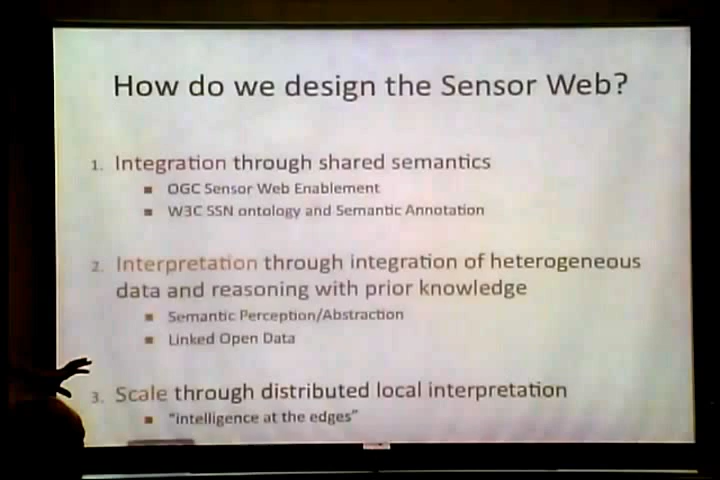 How do we design the Sensor Web?
1. Integration through shared semantics
■ OGC Sensor Web Enablement
■ W3C SSN ontology and Semantic Annotation
2. Interpretation through integration of heterogeneous
data and reasoning with prior knowledge
■ Semantic Perception/Abstraction
■ Linked Open Data
3. Scale through distributed local interpretation
■ “intelligence at the edges”